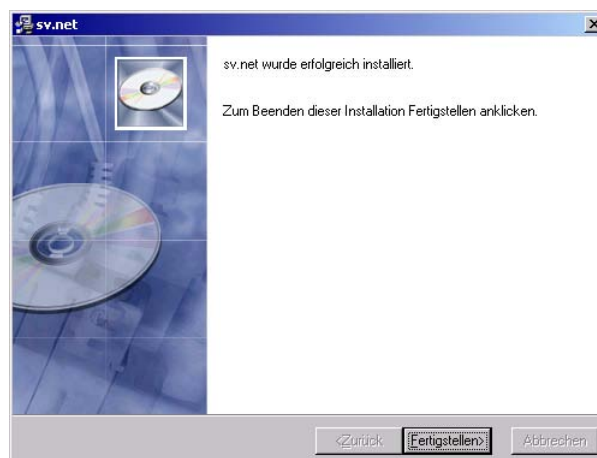 sv.net
sv.net wurde erfolgreich installiert.
Zum Beenden dieser Installation Fertigstellen anklicken.
<Zurück Fertigstellen> Abbrechen